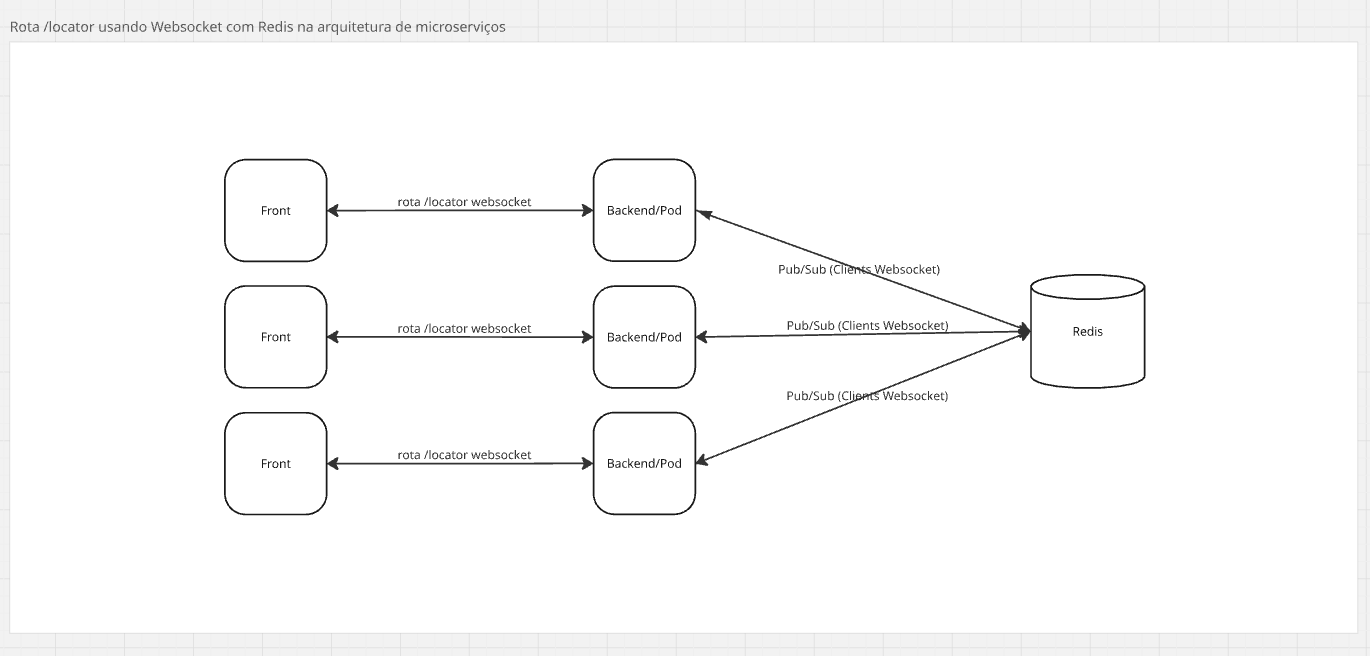 Rota /locator usando Websocket com Redis na arquitetura de microserviços
Front
rota /locator websocket
Backend/Pod
Pub/Sub (Clients Websocket)
Front
rota /locator websocket
Backend/Pod
Pub/Sub (Clients Websocket)
Redis
Front
rota /locator websocket
Backend/Pod
Pub/Sub (Clients Websocket)